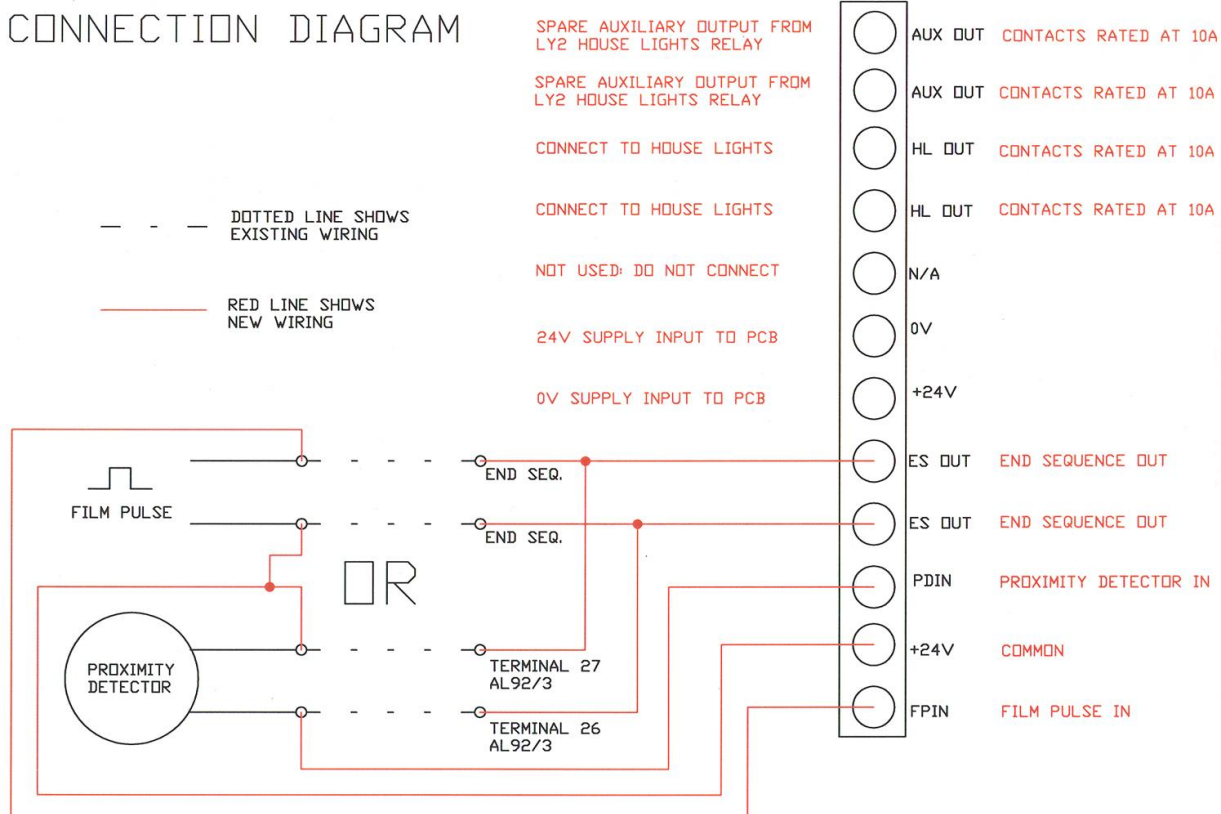 CONNECTION DIAGRAM
SPARE AUXILIARY OUTPUT FROM
LY2 HOUSE LIGHTS RELAY
AUX OUT CONTACTS RATED AT 10A
SPARE AUXILIARY OUTPUT FROM
LY2 HOUSE LIGHTS RELAY
AUX OUT CONTACTS RATED AT 10A
CONNECT TO HOUSE LIGHTS
HL OUT CONTACTS RATED AT 10A
DOTTED LINE SHOWS
EXISTING WIRING
CONNECT TO HOUSE LIGHTS
HL OUT CONTACTS RATED AT 10A
NOT USED: DO NOT CONNECT
N/A
RED LINE SHOWS
NEW WIRING
24V SUPPLY INPUT TO PCB
0V
0V SUPPLY INPUT TO PCB
+24V
FILM PULSE
END SEQ.
ES OUT END SEQUENCE OUT
END SEQ.
ES OUT END SEQUENCE OUT
OR
PDIN PROXIMITY DETECTOR IN
PROXIMITY
DETECTOR
TERMINAL 27
AL92/3
+24V COMMON
TERMINAL 26
AL92/3
FPIN FILM PULSE IN